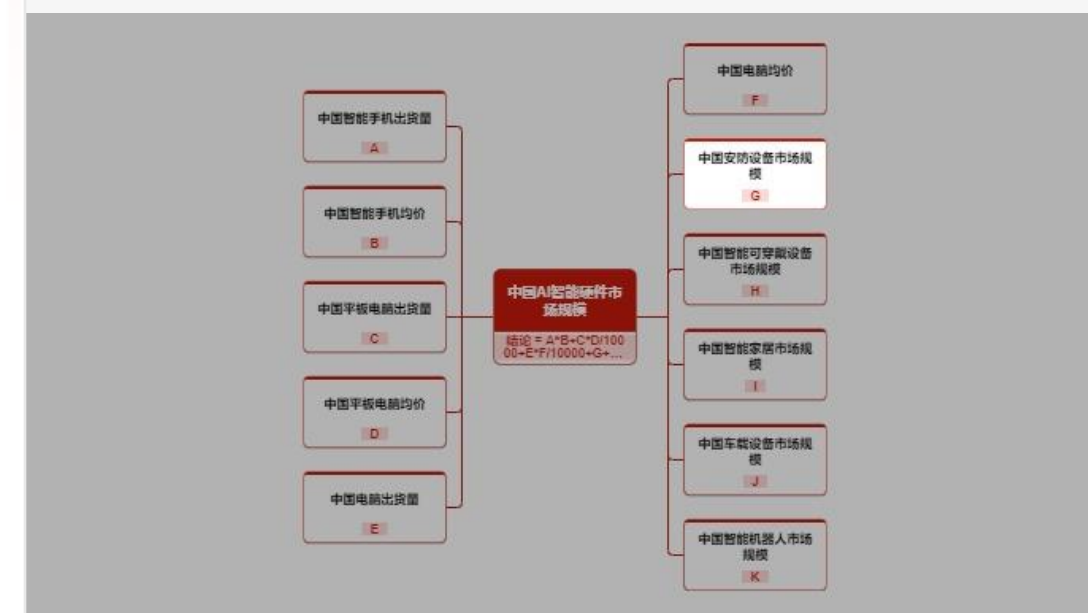 中国智能手机出货量
A
中国智能手机均价
B
中国平板电脑出货量
C
中国平板电脑均价
D
中国电脑出货量
E
中国AI智能硬件市
场规模
结论 = A*B+C*D/100
00+E*F/10000+G+...
中国电脑均价
F
中国安防设备市场规
模
G
中国智能可穿戴设备
市场规模
H
中国智能家居市场规
模
I
中国车载设备市场规
模
J
中国智能机器人市场
规模
K